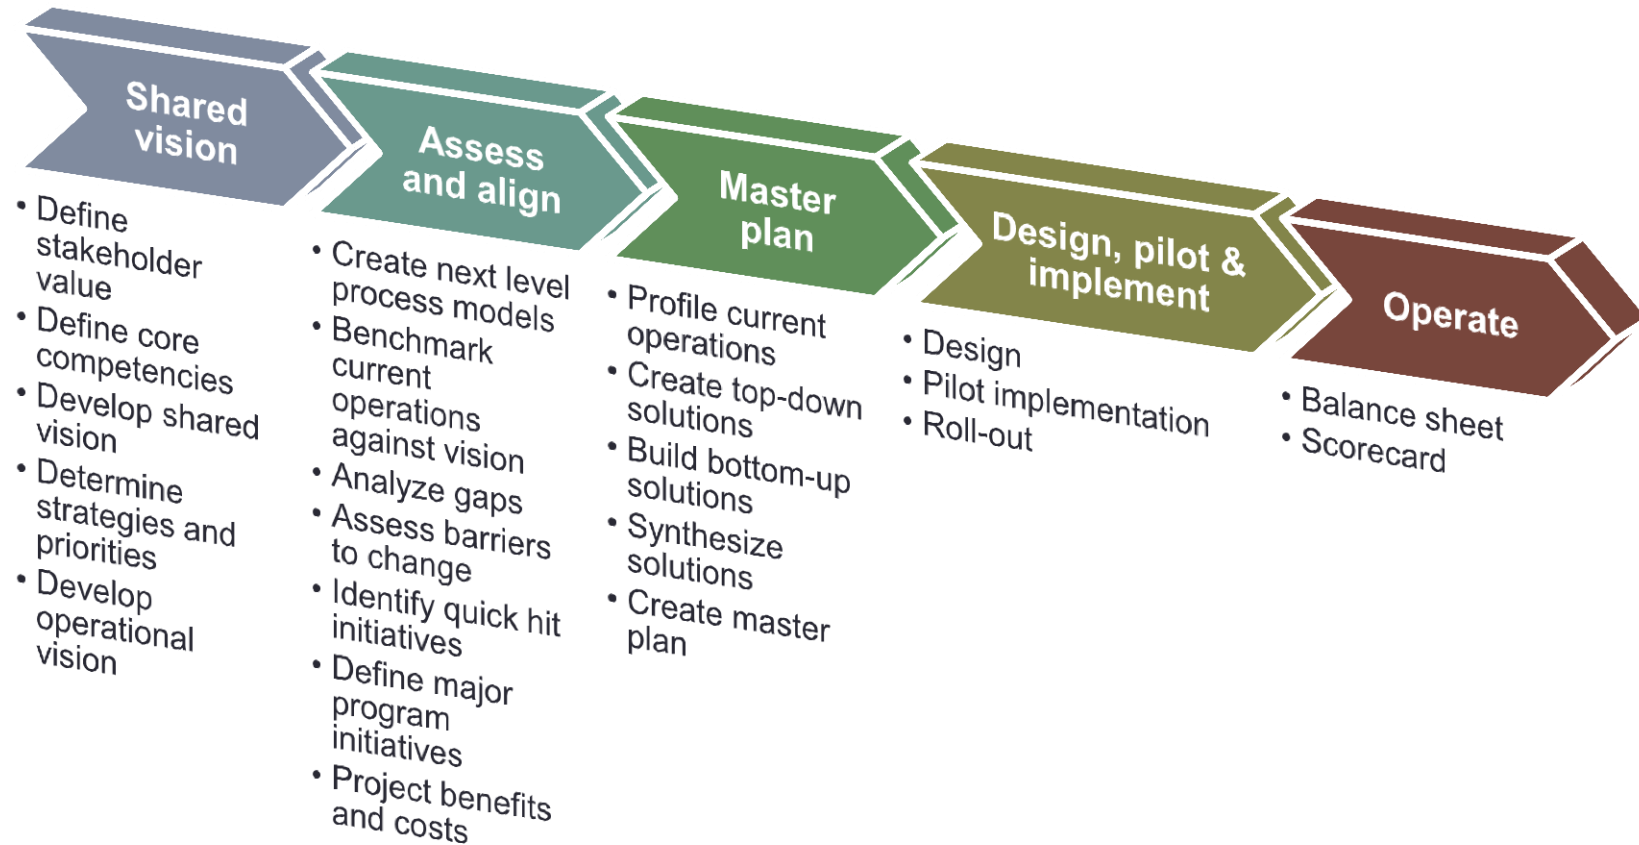 Shared
vision
• Define
stakeholder
value
• Define core
competencies
• Develop shared
vision
• Determine
strategies and
priorities
• Develop
operational
vision
Assess
and align
• Create next level
process models
• Benchmark
current
operations
against vision
• Analyze gaps
• Assess barriers
to change
• Identify quick hit
initiatives
• Define major
program
initiatives
• Project benefits
and costs
Master
plan
• Profile current
operations
• Create top-down
solutions
• Build bottom-up
solutions
• Synthesize
solutions
• Create master
plan
Design, pilot &
implement
• Design
• Pilot implementation
• Roll-out
Operate
• Balance sheet
• Scorecard